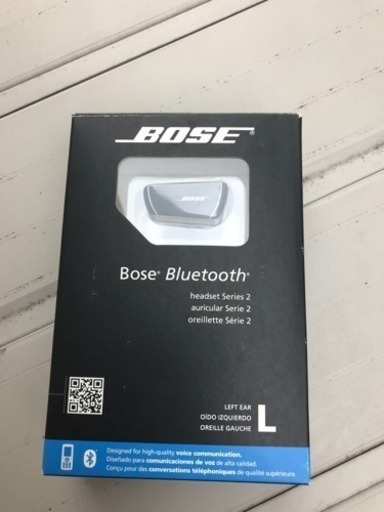 BOSE®
BOSE
Bose® Bluetooth®
headset Series 2
auricular Serie 2
oreillette Série 2
LEFT EAR
OÍDO IZQUIERDO
OREILLE GAUCHE
L
Designed for high-quality voice communication.
Diseñado para comunicaciones de voz de alta calidad.
Conçu pour des conversations téléphoniques de qualité supérieure.